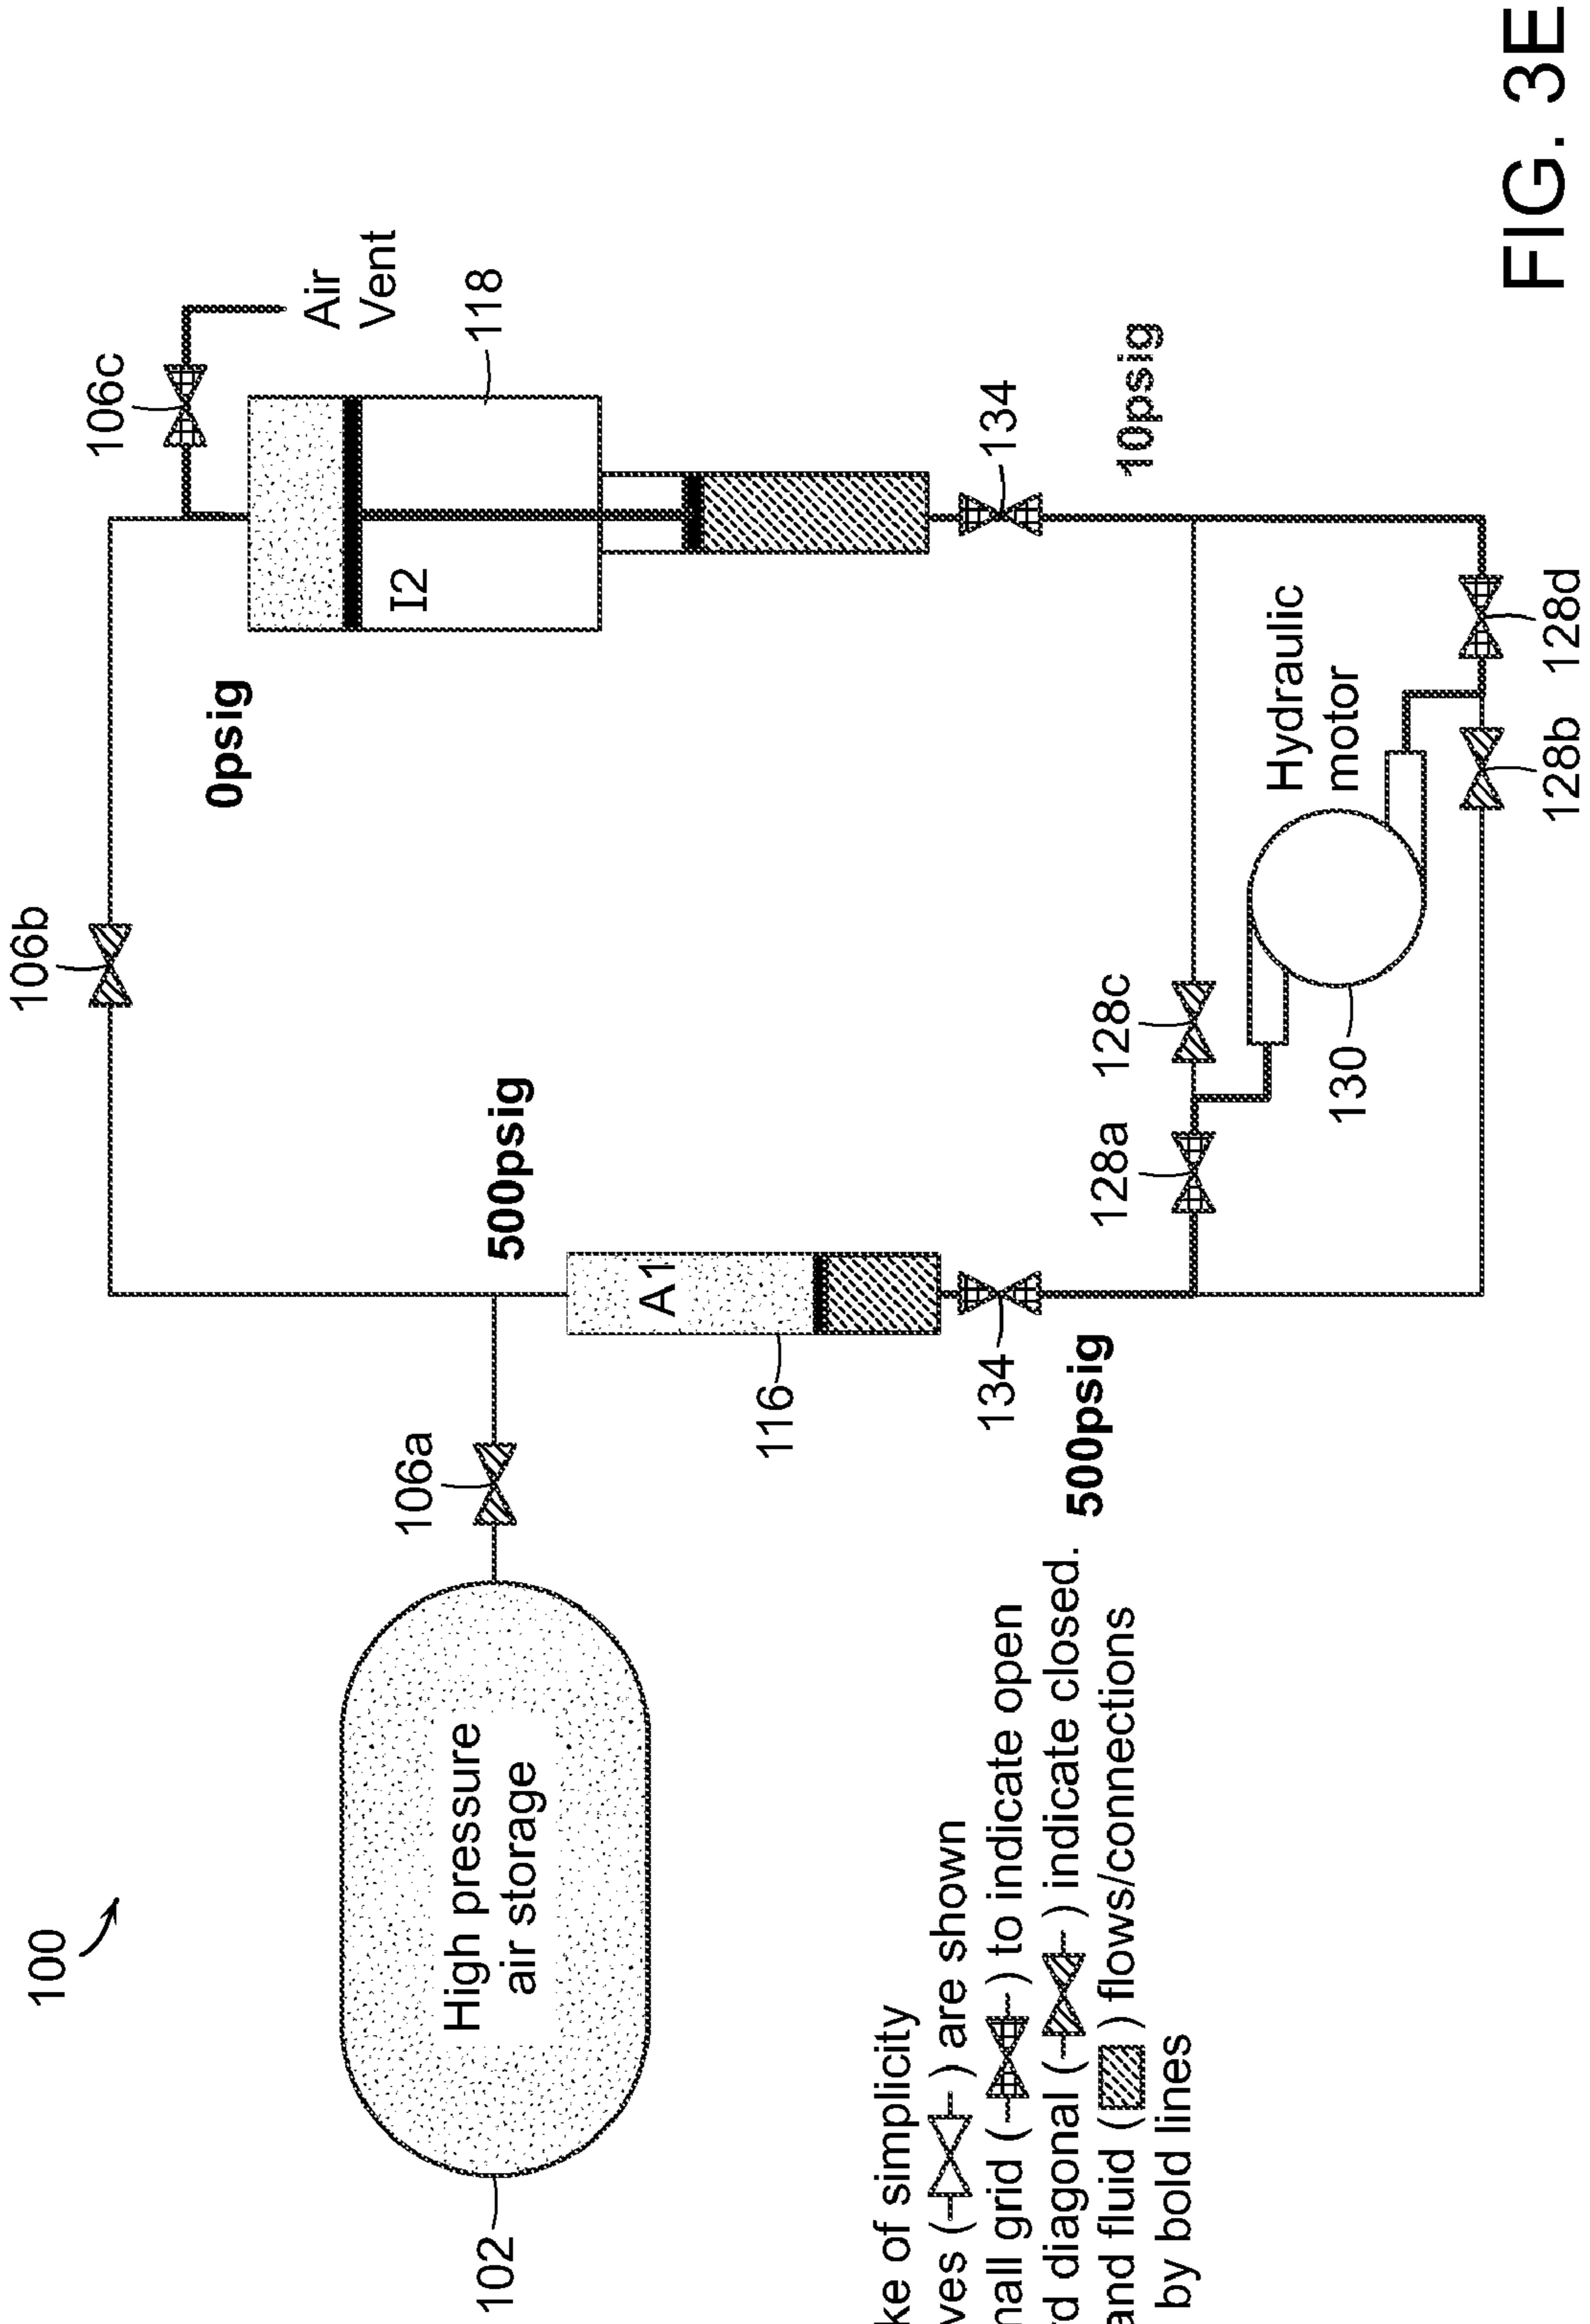 100
106b
106c
Air
Vent
0psig
102
High pressure
air storage
106a
500psig
I2
118
A1
116
134
134
500psig
10psig
128a
128c
Hydraulic
motor
130
128b
128d
ke of simplicity
ves ( ) are shown
mall grid ( ) to indicate open
d diagonal ( ) indicate closed.
and fluid ( ) flows/connections
by bold lines
FIG. 3E